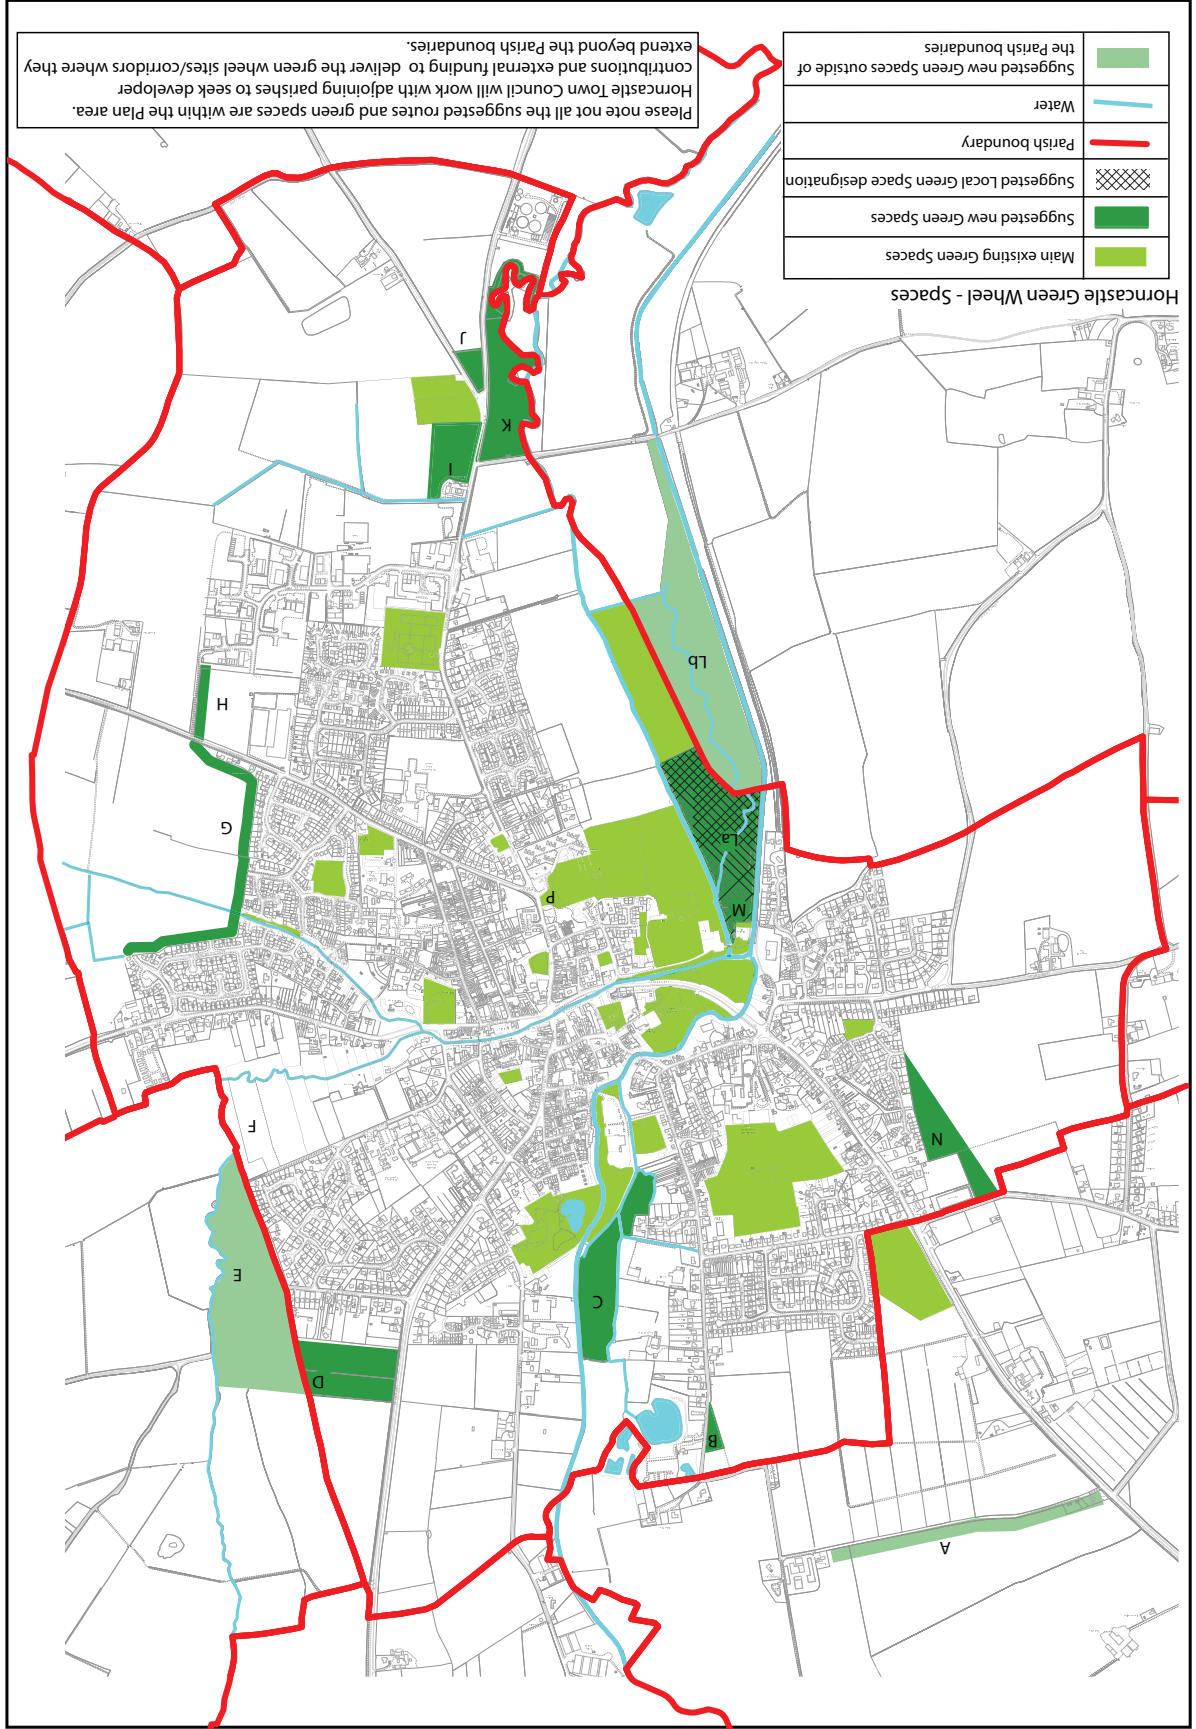 Horncastle Green Wheel - Spaces
Main existing Green Spaces
Suggested new Green Spaces
Suggested Local Green Space designation
Parish boundary
Water
Suggested new Green Spaces outside of
the Parish boundaries
Please note not all the suggested routes and green spaces are within the Plan area.
Horncastle Town Council will work with adjoining parishes to seek developer
contributions and external funding to deliver the green wheel sites/corridors where they
extend beyond the Parish boundaries.
A
B
D
C
E
N
F
M
P
La
G
H
Lb
I
K
J